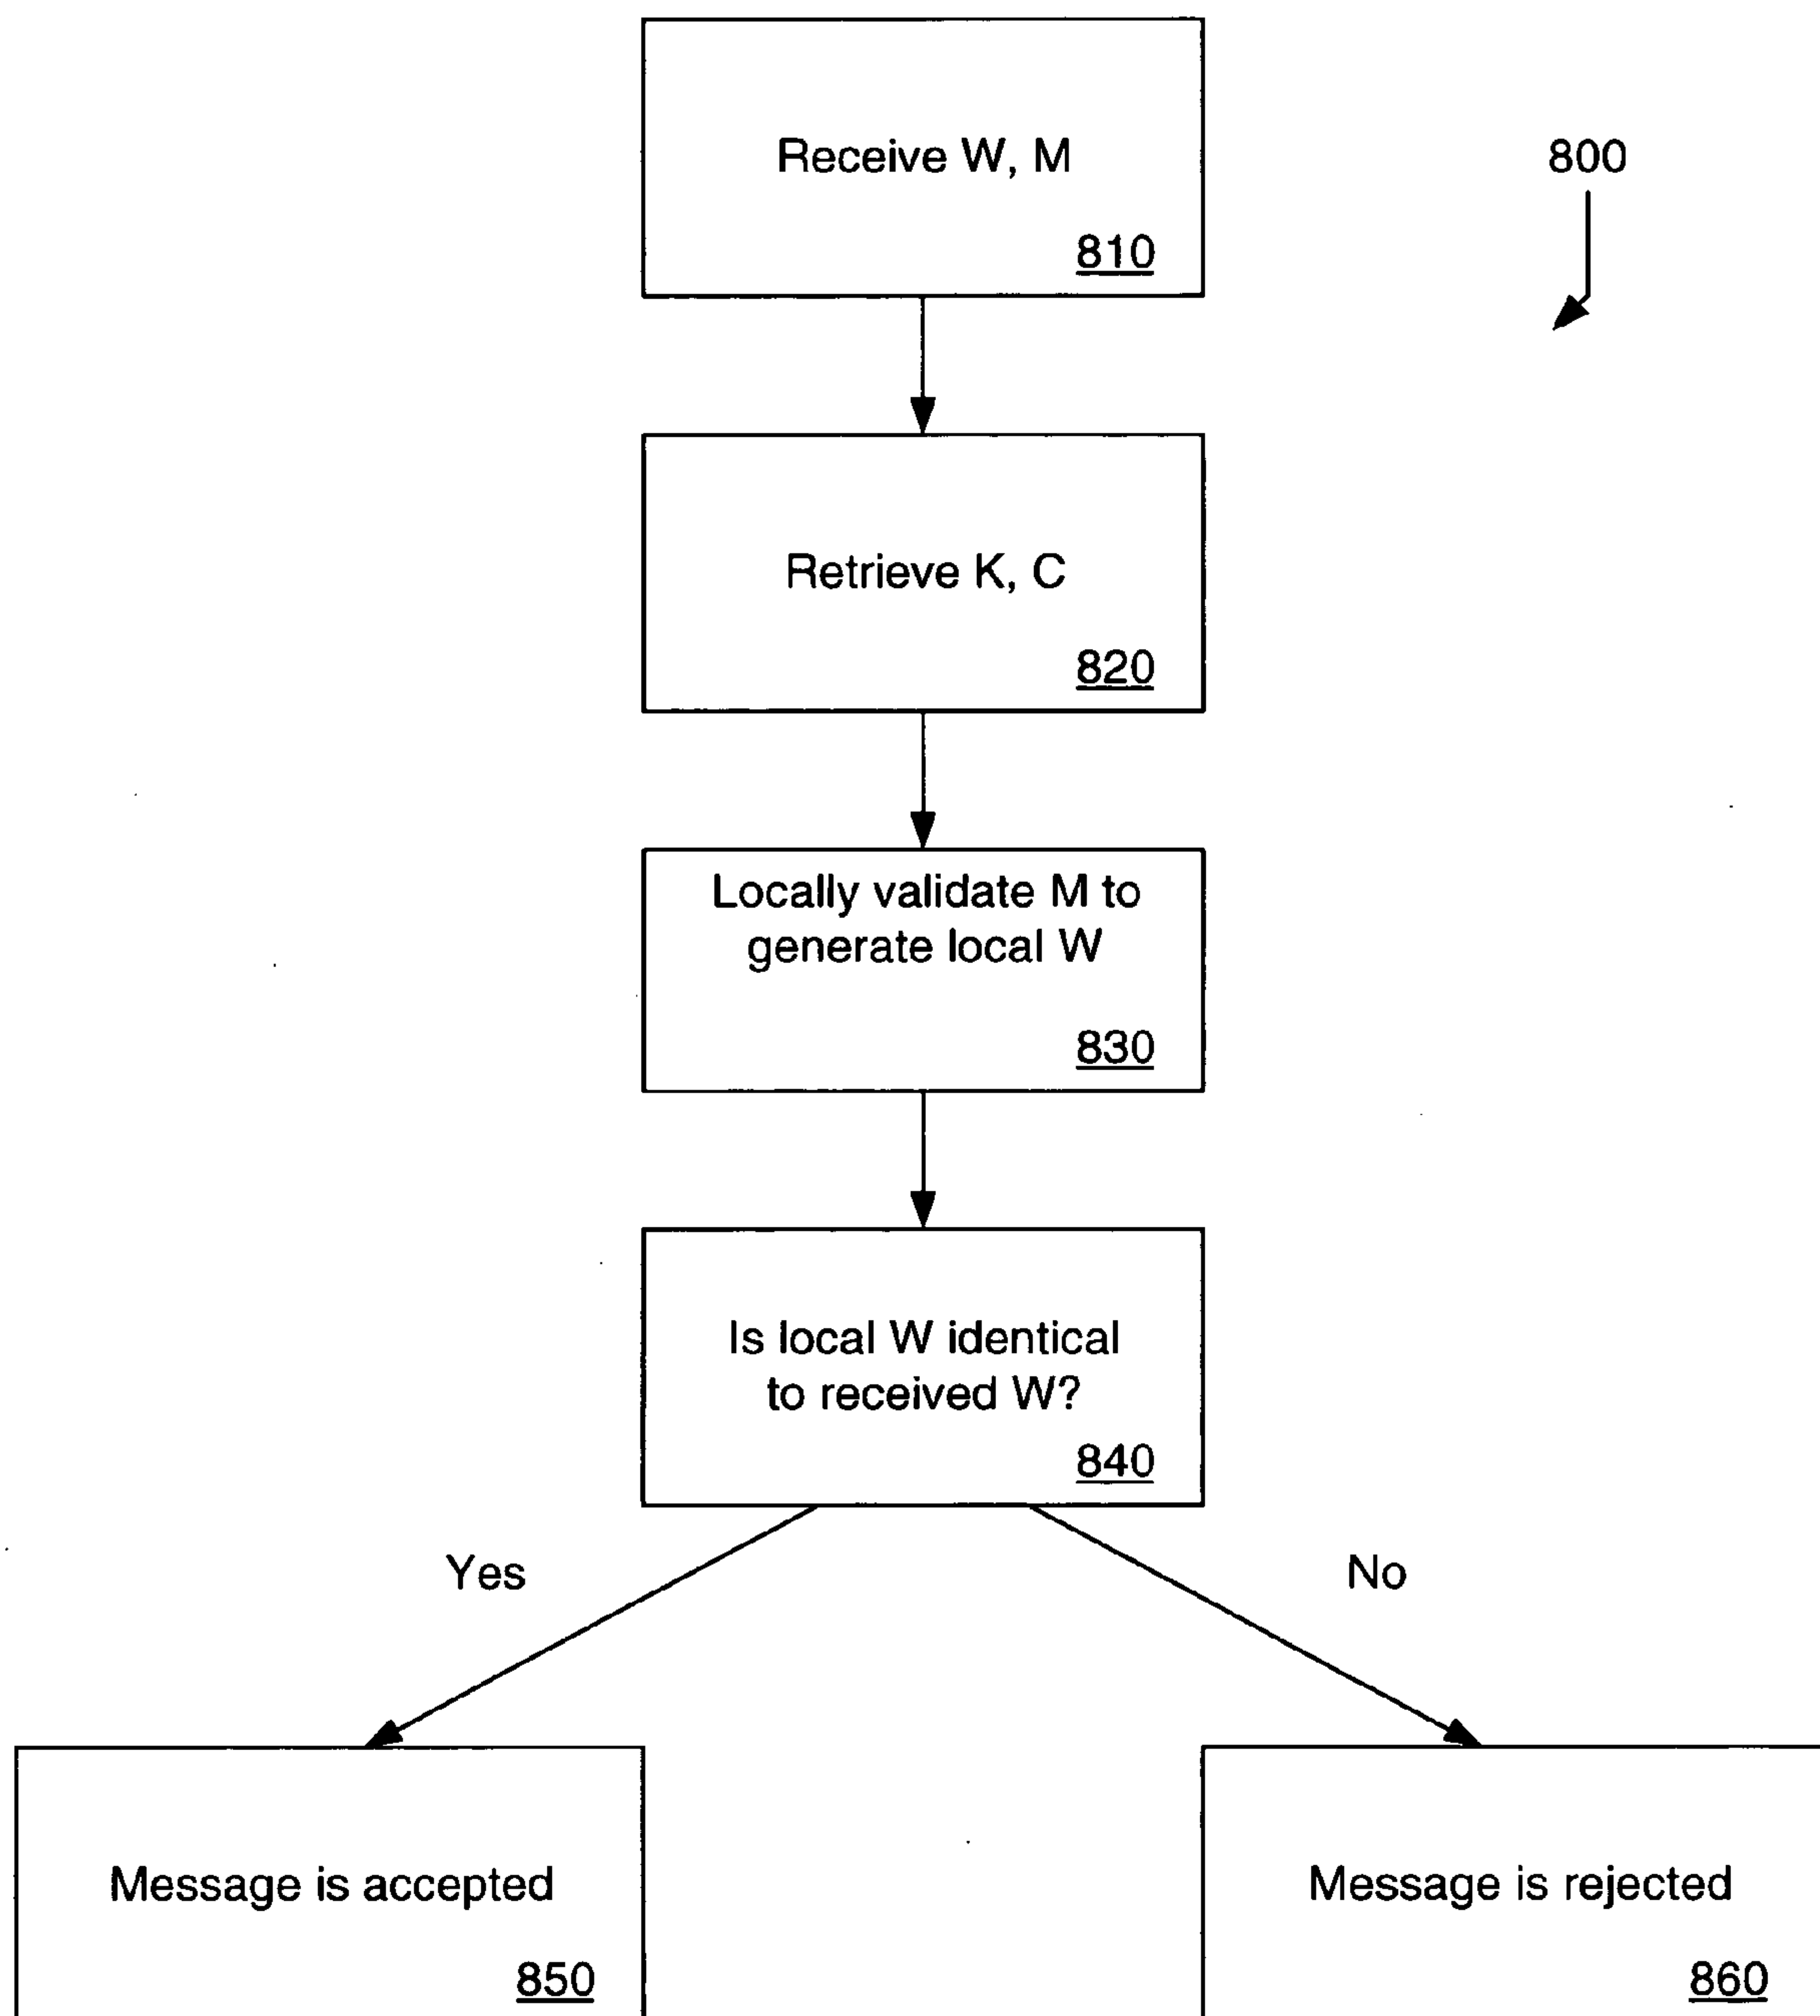 Receive W, M
810
800
Retrieve K, C
820
Locally validate M to
generate local W
830
Is local W identical
to received W?
840
Yes
No
Message is accepted
850
Message is rejected
860